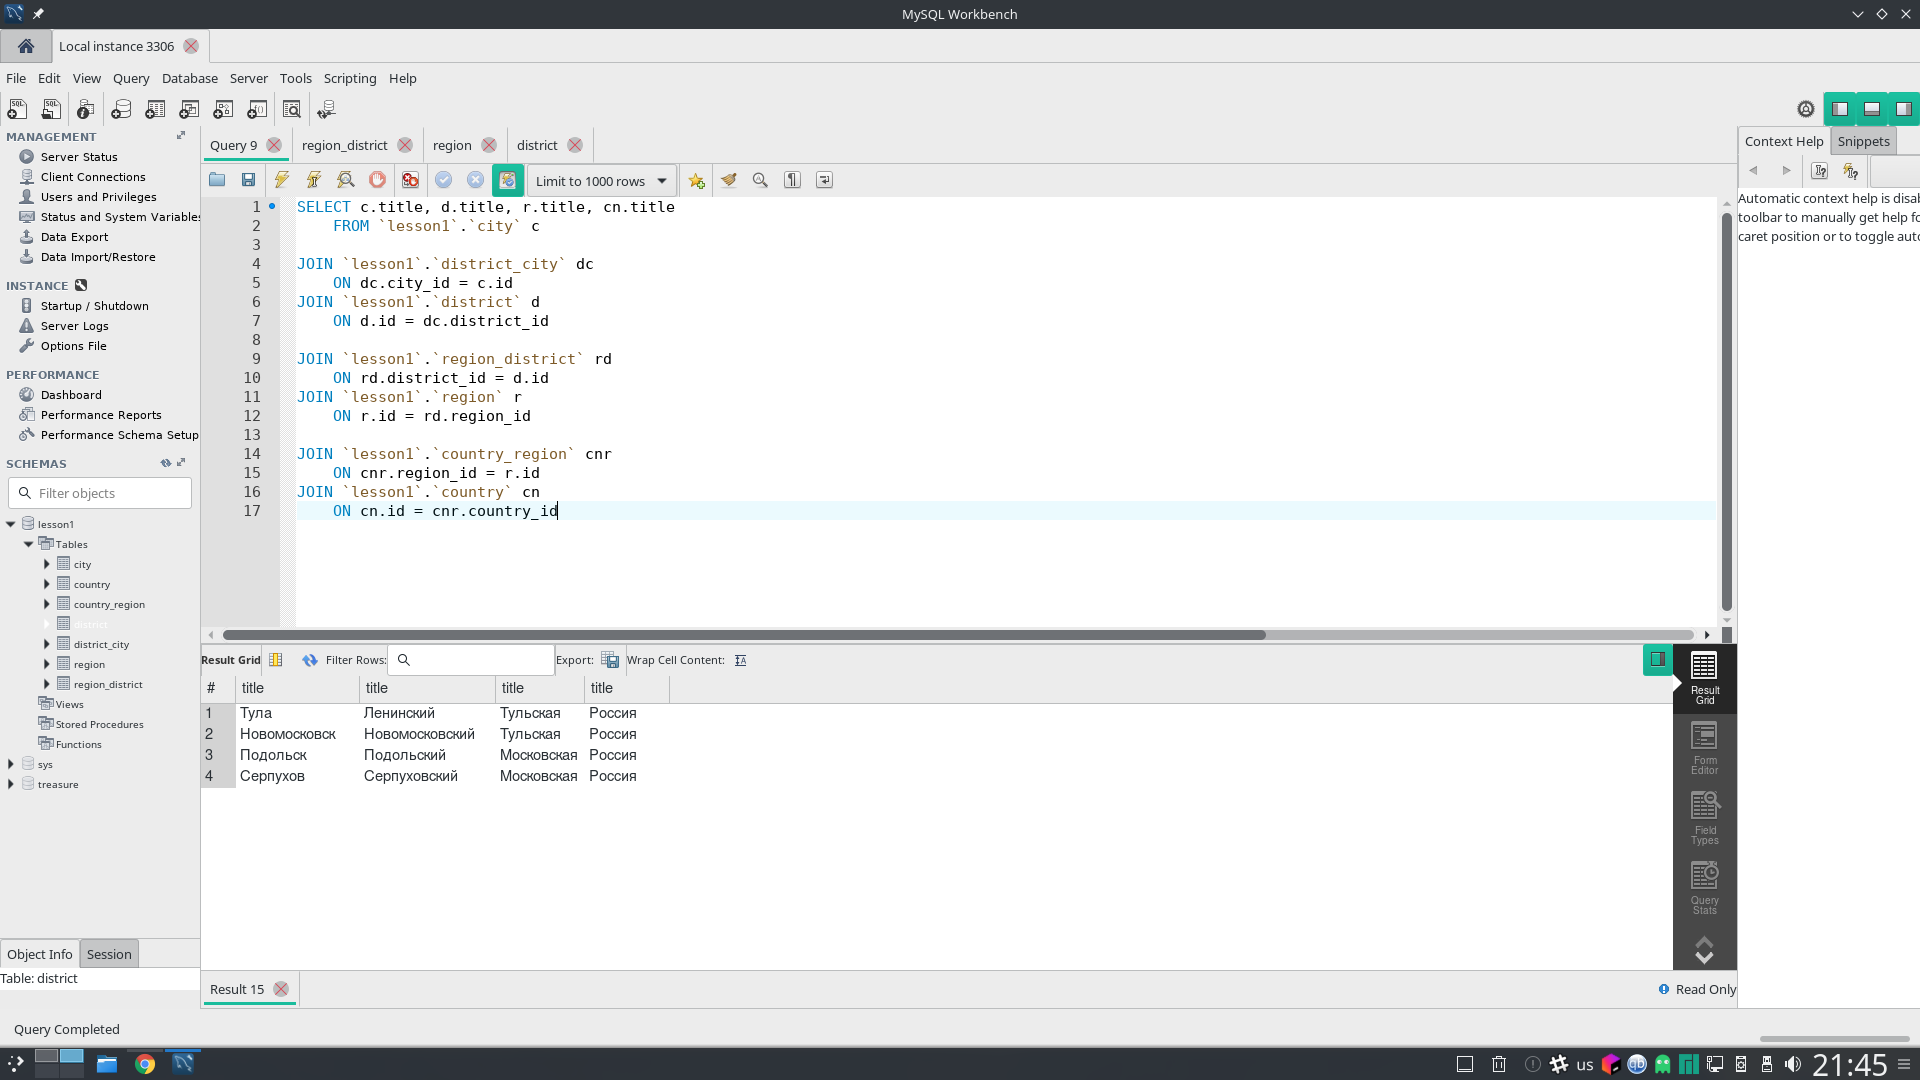 MySQL Workbench
Local instance 3306
File Edit View Query Database Server Tools Scripting Help
MANAGEMENT
Server Status
Client Connections
Users and Privileges
Status and System Variables
Data Export
Data Import/Restore
INSTANCE
Startup / Shutdown
Server Logs
Options File
PERFORMANCE
Dashboard
Performance Reports
Performance Schema Setup
SCHEMAS
Filter objects
lesson1
Tables
city
country
country_region
district
district_city
region
region_district
Views
Stored Procedures
Functions
sys
treasure
Object Info Session
Table: district
Query 9 region_district region district
Limit to 1000 rows
1 SELECT c.title, d.title, r.title, cn.title
2 FROM `lesson1`.`city` c
3
4 JOIN `lesson1`.`district_city` dc
5 ON dc.city_id = c.id
6 JOIN `lesson1`.`district` d
7 ON d.id = dc.district_id
8
9 JOIN `lesson1`.`region_district` rd
10 ON rd.district_id = d.id
11 JOIN `lesson1`.`region` r
12 ON r.id = rd.region_id
13
14 JOIN `lesson1`.`country_region` cnr
15 ON cnr.region_id = r.id
16 JOIN `lesson1`.`country` cn
17 ON cn.id = cnr.country_id
Result Grid Filter Rows: Export: Wrap Cell Content:
# title title title title
1 Тула Ленинский Тульская Россия
2 Новомосковск Новомосковский Тульская Россия
3 Подольск Подольский Московская Россия
4 Серпухов Серпуховский Московская Россия
Result
Grid
Form
Editor
Field
Types
Query
Stats
Result 15
Read Only
Context Help Snippets
Automatic context help is disab
toolbar to manually get help fo
caret position or to toggle auto
Query Completed
us
21:45